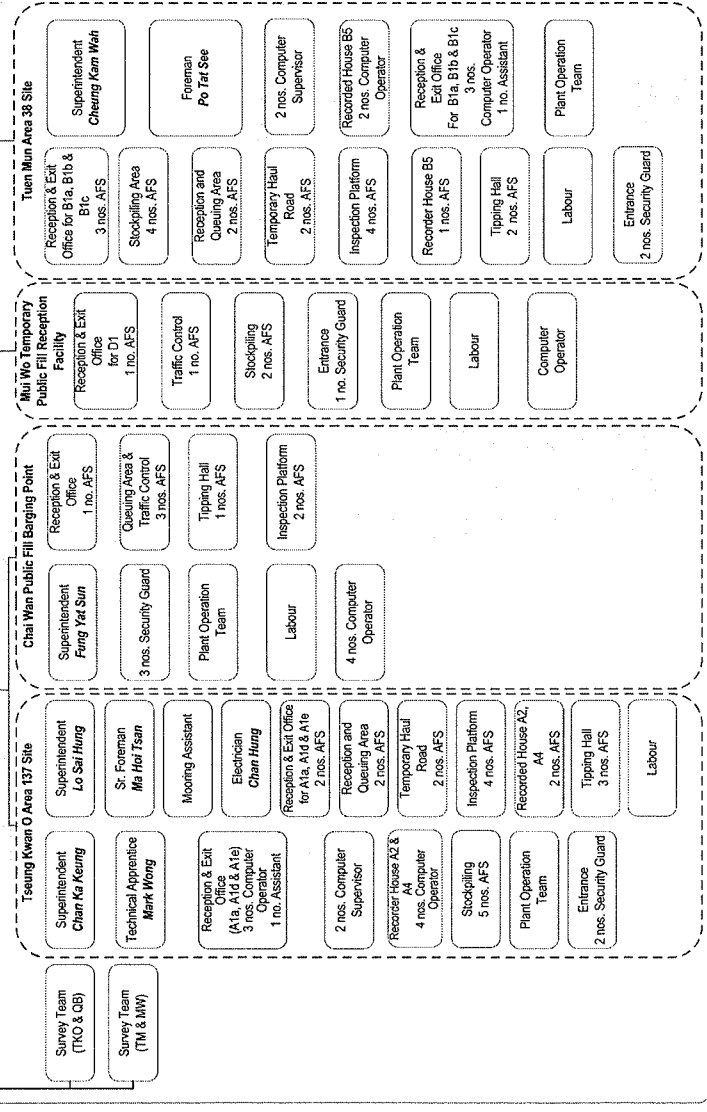 Survey Team
(TKO & QB)
Survey Team
(TM & MW)
Tseung Kwan O Area 137 Site
Superintendent
Chan Ka Keung
Technical Apprentice
Mark Wong
Reception & Exit
Office
(A1a, A1d & A1e)
3 nos. Computer
Operator
1 no. Assistant
2 nos. Computer
Supervisor
Recorder House A2 &
A4
4 nos. Computer
Operator
Stockpiling
5 nos. AFS
Plant Operation
Team
Entrance
2 nos. Security Guard
Superintendent
Lo Sai Hung
Sr. Foreman
Ma Hoi Tsan
Mooring Assistant
Electrician
Chan Hung
Reception & Exit Office
for A1a, A1d & A1e
2 nos. AFS
Reception and
Queuing Area
2 nos. AFS
Temporary Haul
Road
2 nos. AFS
Inspection Platform
4 nos. AFS
Recorded House A2,
A4
2 nos. AFS
Tipping Hall
3 nos. AFS
Labour
Chai Wan Public Fill Barging Point
Superintendent
Fung Yat Sun
3 nos. Security Guard
Plant Operation
Team
Labour
4 nos. Computer
Operator
Reception & Exit
Office
1 no. AFS
Queuing Area &
Traffic Control
3 nos. AFS
Tipping Hall
1 nos. AFS
Inspection Platform
2 nos. AFS
Mui Wo Temporary
Public Fill Reception
Facility
Reception & Exit
Office
for D1
1 no. AFS
Traffic Control
1 no. AFS
Stockpiling
2 nos. AFS
Entrance
1 no. Security Guard
Plant Operation
Team
Labour
Computer
Operator
Tuen Mun Area 38 Site
Reception & Exit
Office for B1a, B1b &
B1c
3 nos. AFS
Stockpiling Area
4 nos. AFS
Reception and
Queuing Area
2 nos. AFS
Temporary Haul
Road
2 nos. AFS
Inspection Platform
4 nos. AFS
Recorder House B5
1 nos. AFS
Tipping Hall
2 nos. AFS
Labour
Entrance
2 nos. Security Guard
Superintendent
Cheung Kam Wah
Foreman
Po Tat See
2 nos. Computer
Supervisor
Recorded House B5
2 nos. Computer
Operator
Reception &
Exit Office
For B1a, B1b & B1c
3 nos.
Computer Operator
1 no. Assistant
Plant Operation
Team